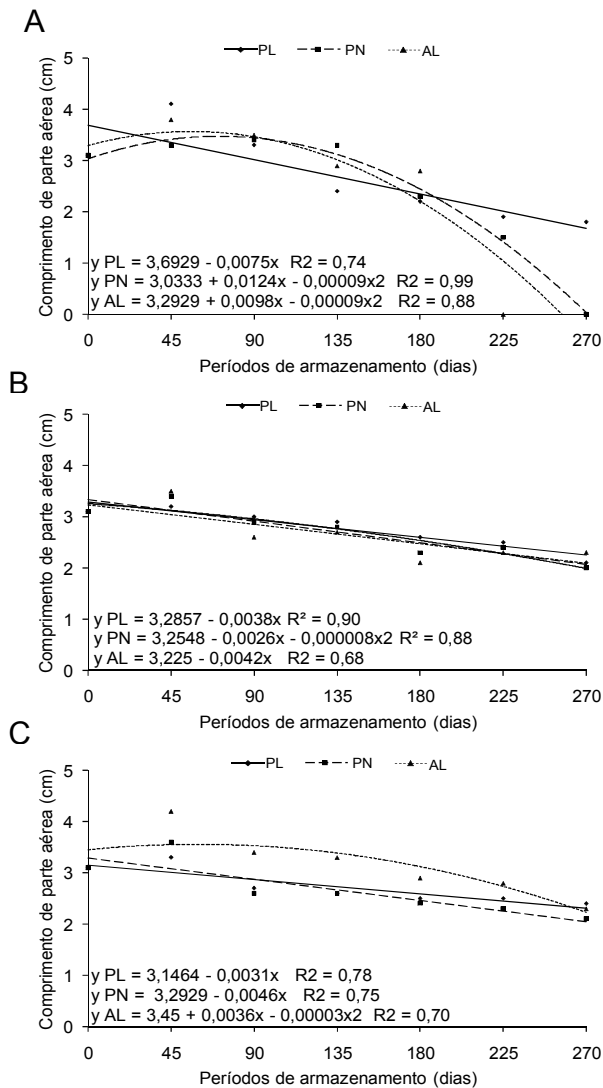 A
PL PN AL
Comprimento de parte aérea (cm)
5
4
3
2
1
0
y PL = 3,6929 - 0,0075x R2 = 0,74
y PN = 3,0333 + 0,0124x - 0,00009x2 R2 = 0,99
y AL = 3,2929 + 0,0098x - 0,00009x2 R2 = 0,88
0 45 90 135 180 225 270
Períodos de armazenamento (dias)
B
PL PN AL
Comprimento de parte aérea (cm)
5
4
3
2
1
0
y PL = 3,2857 - 0,0038x R² = 0,90
y PN = 3,2548 - 0,0026x - 0,000008x2 R² = 0,88
y AL = 3,225 - 0,0042x R2 = 0,68
0 45 90 135 180 225 270
Períodos de armazenamento (dias)
C
PL PN AL
Comprimento de parte aérea (cm)
5
4
3
2
1
0
y PL = 3,1464 - 0,0031x R2 = 0,78
y PN = 3,2929 - 0,0046x R2 = 0,75
y AL = 3,45 + 0,0036x - 0,00003x2 R2 = 0,70
0 45 90 135 180 225 270
Períodos de armazenamento (dias)